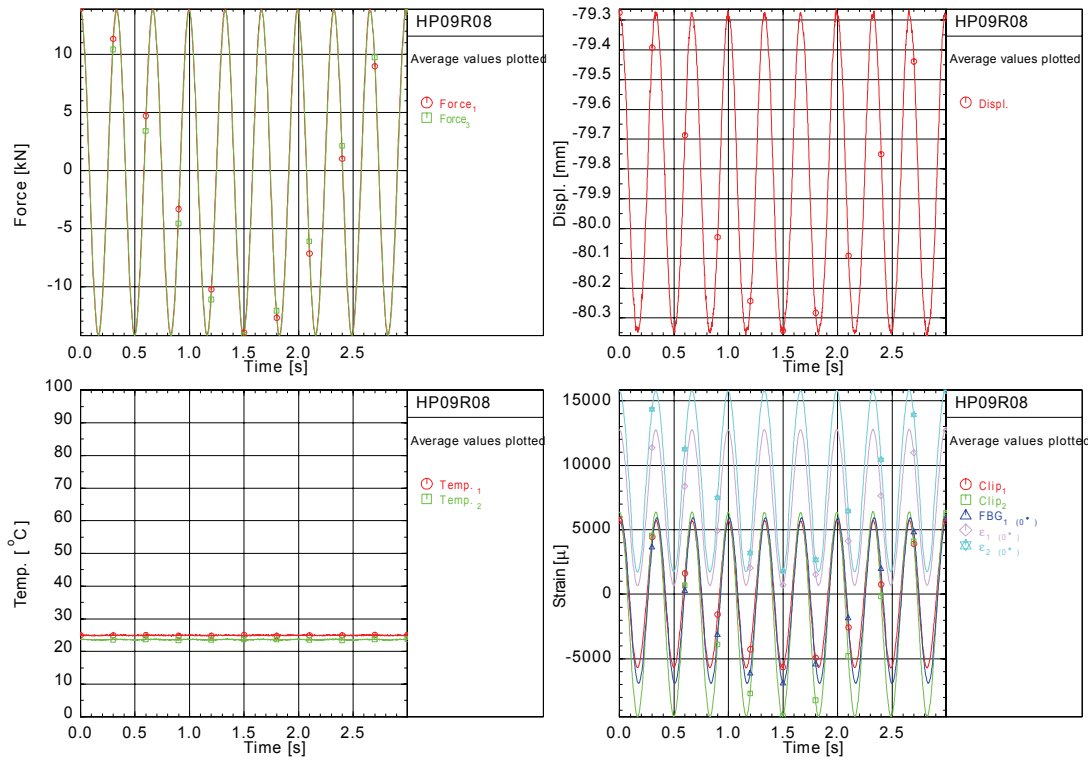 HP09R08
Average values plotted
Force₁
Force₃
Force [kN]
10
5
0
-5
-10
0.0 0.5 1.0 1.5 2.0 2.5
Time [s]
HP09R08
Average values plotted
Displ.
Displ. [mm]
-79.3
-79.4
-79.5
-79.6
-79.7
-79.8
-79.9
-80.0
-80.1
-80.2
-80.3
0.0 0.5 1.0 1.5 2.0 2.5
Time [s]
HP09R08
Average values plotted
Temp. ₁
Temp. ₂
Temp. [ °C]
100
90
80
70
60
50
40
30
20
10
0
0.0 0.5 1.0 1.5 2.0 2.5
Time [s]
HP09R08
Average values plotted
Clip₁
Clip₂
FBG₁ (0°)
ε₁ (0°)
ε₂ (0°)
Strain [μ]
15000
10000
5000
0
-5000
0.0 0.5 1.0 1.5 2.0 2.5
Time [s]